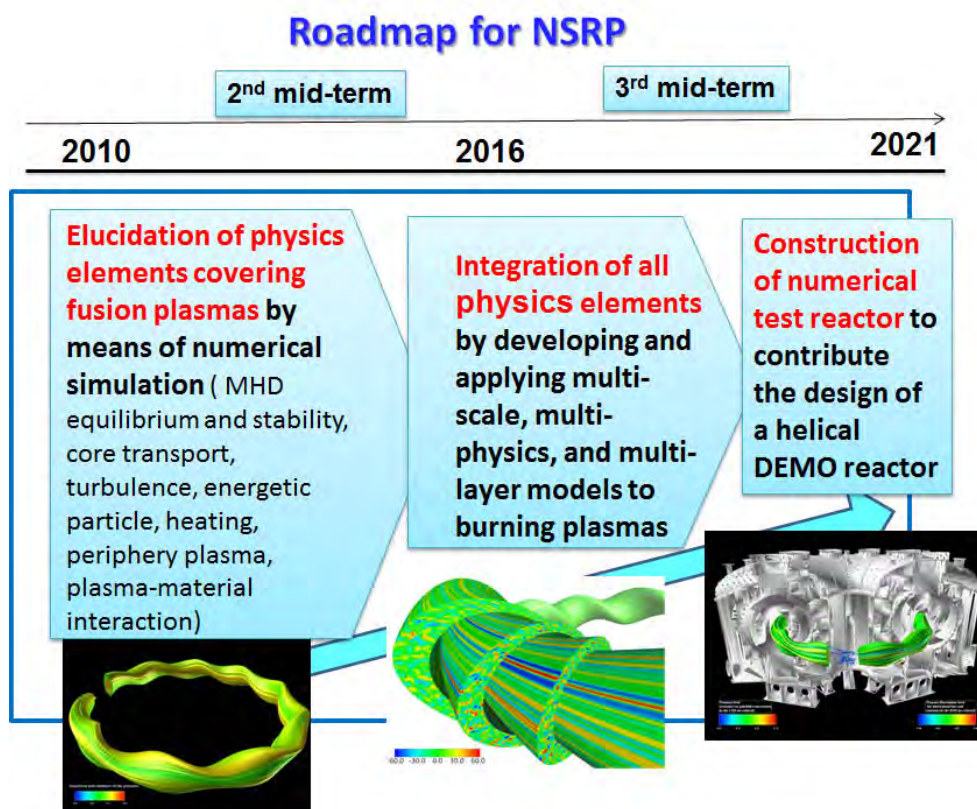 Roadmap for NSRP
2nd mid-term
3rd mid-term
2010
2016
2021
Elucidation of physics
elements covering
fusion plasmas by
means of numerical
simulation ( MHD
equilibrium and stability,
core transport,
turbulence, energetic
particle, heating,
periphery plasma,
plasma-material
interaction)
Integration of all
physics elements
by developing and
applying multi-
scale, multi-
physics, and multi-
layer models to
burning plasmas
Construction
of numerical
test reactor to
contribute
the design of
a helical
DEMO reactor
-60.0 -30.0 0.0 30.0 60.0